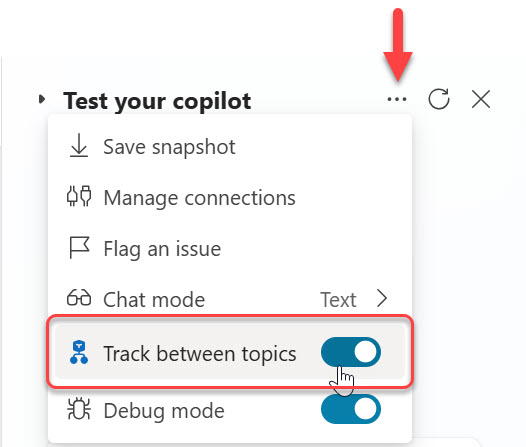 Test your copilot
Save snapshot
Manage connections
Flag an issue
Chat mode Text
Track between topics
Debug mode